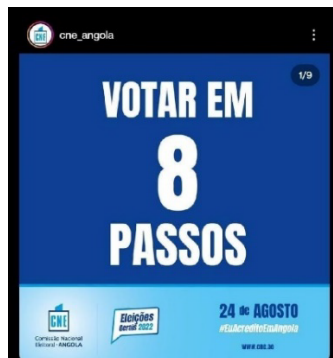 cne_angola
1/9
VOTAR EM
8
PASSOS
CNE
Comissão Nacional
Eleitoral - ANGOLA
Eleições
Gerais 2022
24 de AGOSTO
#EuAcreditoEmAngola
www.cne.ao